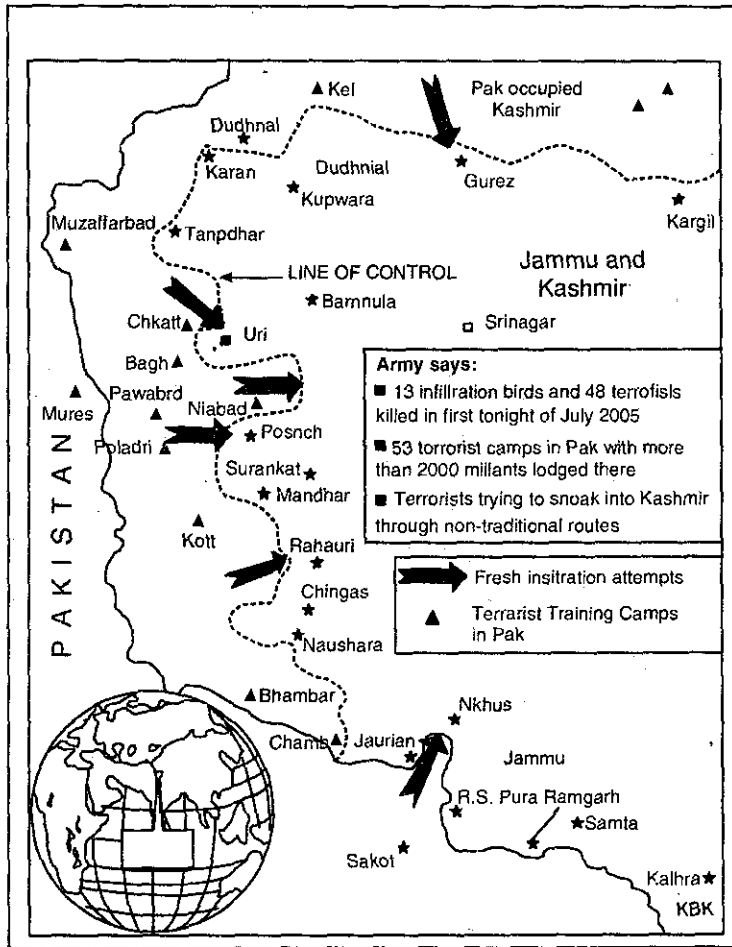 Kel
Pak occupied
Kashmir
Dudhnal
Karan
Dudhnial
Kupwara
Gurez
Kargil
Muzaffarbad
Tanpdhar
LINE OF CONTROL
Jammu and
Kashmir
Bamnula
Chkatt
Uri
Srinagar
Bagh
Army says:
13 infillration birds and 48 terrofisls
killed in first tonight of July 2005
53 torrorist camps in Pak with more
than 2000 millants lodged there
Terrorists trying to snoak into Kashmir
through non-traditional routes
Mures
Pawabrd
Niabad
Poladri
Posnch
Surankat
Mandhar
Kott
PAKISTAN
Rahauri
Chingas
Naushara
Fresh insitration attempts
Terrarist Training Camps
in Pak
Bhambar
Nkhus
Chamb
Jaurian
Jammu
R.S. Pura Ramgarh
Samta
Sakot
Kalhra
KBK